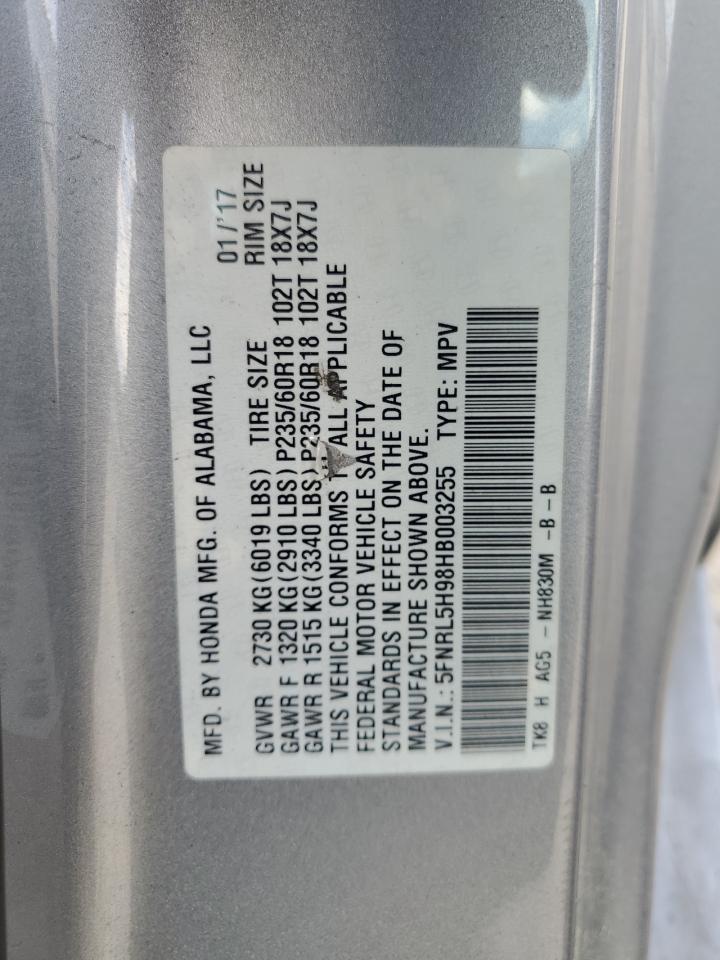 MFD. BY HONDA MFG. OF ALABAMA, LLC 01/'17
GVWR 2730 KG(6019 LBS) TIRE SIZE RIM SIZE
GAWR F 1320 KG(2910 LBS) P235/60R18 102T 18X7J
GAWR R 1515 KG(3340 LBS) P235/60R18 102T 18X7J
THIS VEHICLE CONFORMS ALL APPLICABLE
FEDERAL MOTOR VEHICLE SAFETY
STANDARDS IN EFFECT ON THE DATE OF
MANUFACTURE SHOWN ABOVE.
V.I.N.: 5FNRL5H98HB003255 TYPE: MPV
TK8 H AG5 - NH830M -B-B